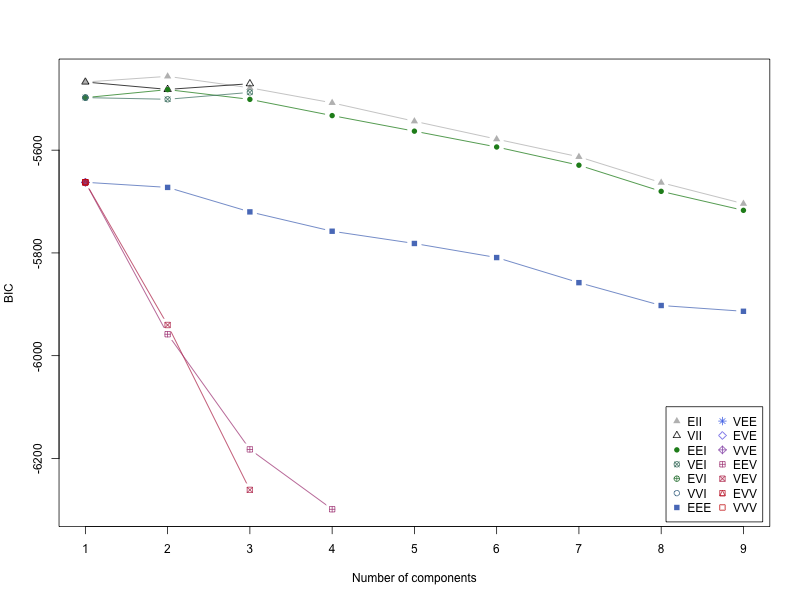 -5600
-5800
-6000
-6200
BIC
1 2 3 4 5 6 7 8 9
Number of components
EII VEE
VII EVE
EEI VVE
VEI EEV
EVI VEV
VVI EVV
EEE VVV